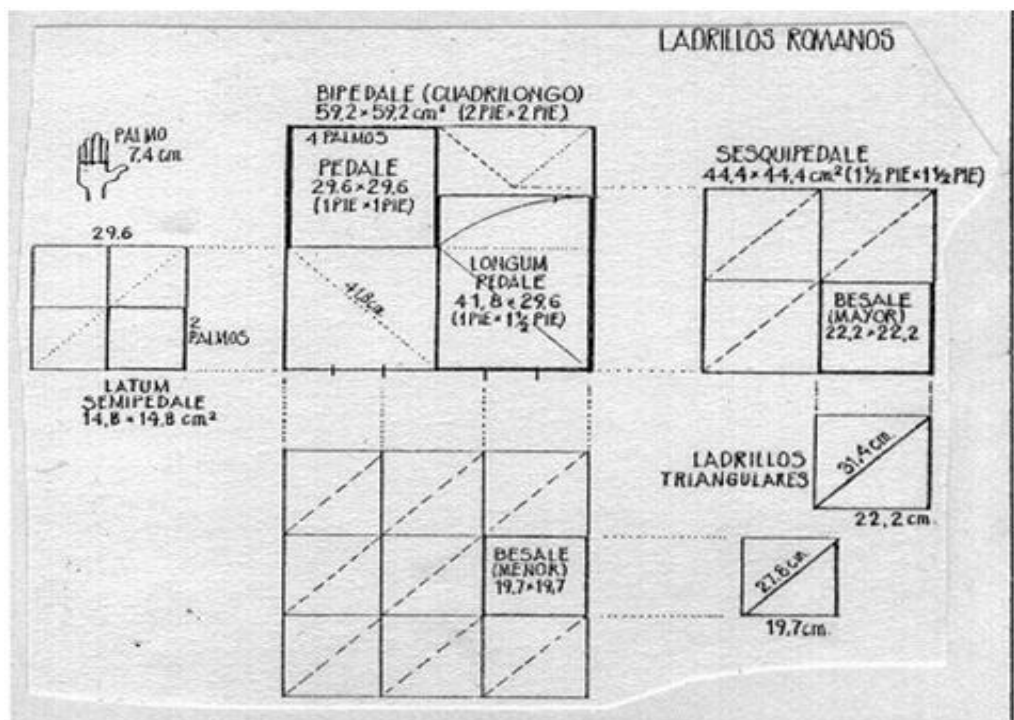 LADRILLOS ROMANOS
BIPEDALE (CUADRILONGO)
59,2 × 59,2 cm² (2 PIE × 2 PIE)
PALMO
7,4 cm
4 PALMOS
PEDALE
29.6 × 29.6
(1 PIE × 1 PIE)
SESQUIPEDALE
44,4 × 44,4 cm² (1½ PIE × 1½ PIE)
29.6
41,8 cm
LONGUM
PEDALE
41,8 × 29.6
(1 PIE × 1½ PIE)
BESALE
(MAYOR)
22,2 × 22,2
2
PALMOS
LATUM
SEMIPEDALE
14,8 × 14,8 cm²
LADRILLOS
TRIANGULARES
31,4 cm.
22,2 cm.
BESALE
(MENOR)
19,7 × 19,7
27.8 cm
19,7 cm.